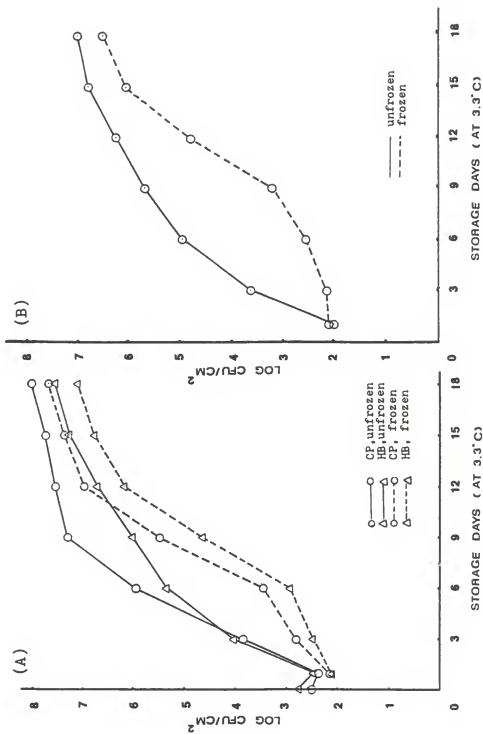 (A)
8
7
6
5
4
3
2
LOG CFU/CM²
0
3
6
9
12
15
18
STORAGE DAYS ( AT 3.3°C)
CP,unfrozen
HB,unfrozen
CP, frozen
HB, frozen
(B)
8
7
6
5
4
3
2
LOG CFU/CM²
0
3
6
9
12
15
18
STORAGE DAYS ( AT 3.3°C)
unfrozen
frozen